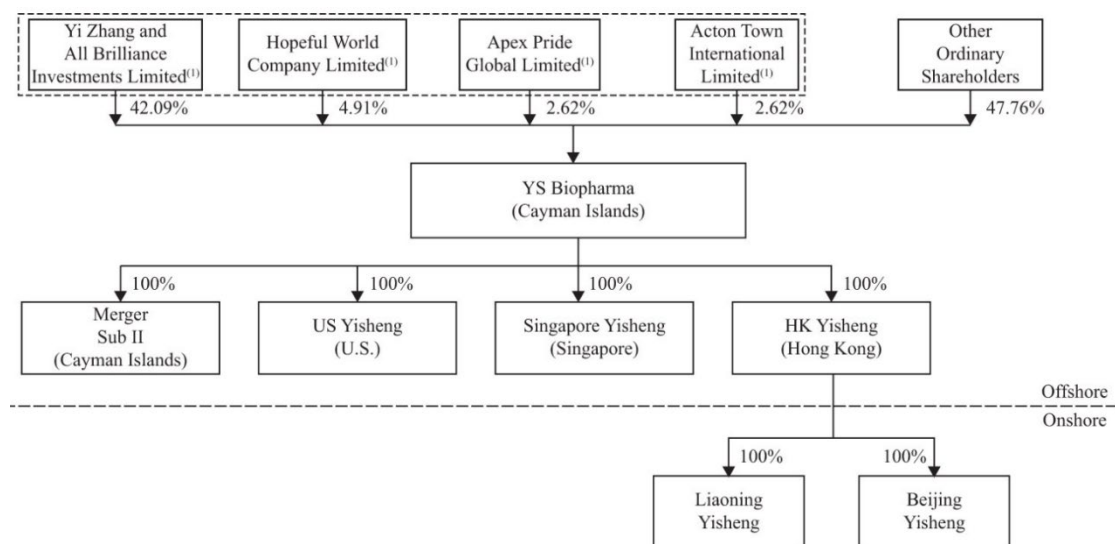 Yi Zhang and
All Brilliance
Investments Limited(1)
Hopeful World
Company Limited(1)
Apex Pride
Global Limited(1)
Acton Town
International
Limited(1)
Other
Ordinary
Shareholders
42.09%
4.91%
2.62%
2.62%
47.76%
YS Biopharma
(Cayman Islands)
100%
100%
100%
100%
Merger
Sub II
(Cayman Islands)
US Yisheng
(U.S.)
Singapore Yisheng
(Singapore)
HK Yisheng
(Hong Kong)
Offshore
Onshore
100%
100%
Liaoning
Yisheng
Beijing
Yisheng